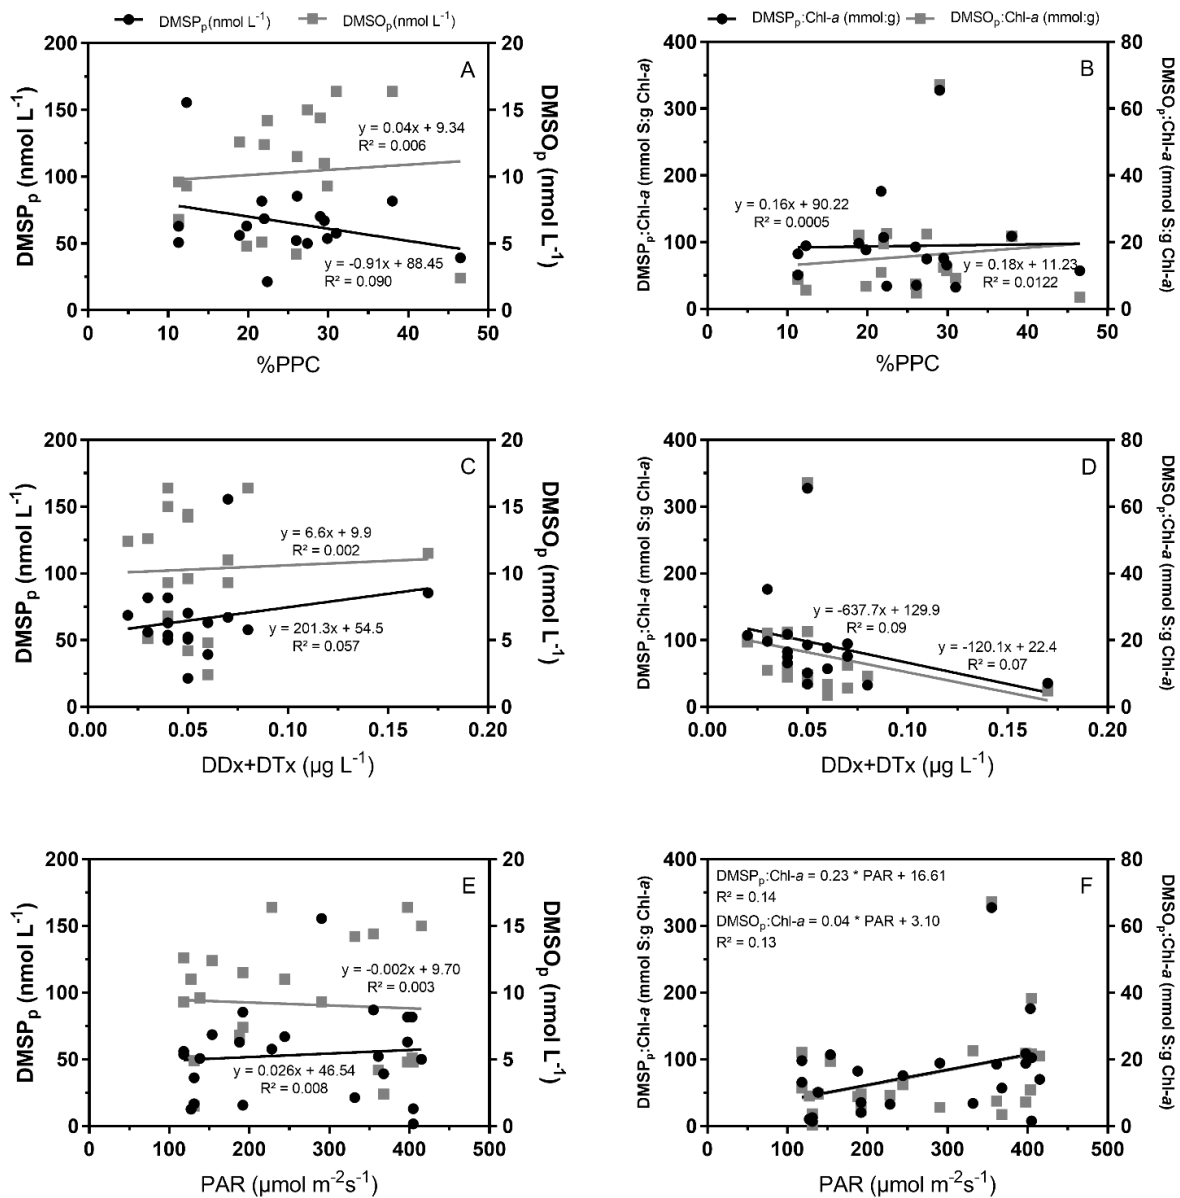 DMSPp(nmol L-1) DMSOp(nmol L-1)
DMSPp:Chl-a (mmol:g) DMSOp:Chl-a (mmol:g)
A
DMSPp (nmol L-1)
200
150
100
50
0
DMSOp (nmol L-1)
20
15
10
5
0
y = 0.04x + 9.34
R² = 0.006
y = -0.91x + 88.45
R² = 0.090
0 10 20 30 40 50
%PPC
B
DMSPp:Chl-a (mmol S:g Chl-a)
400
300
200
100
0
DMSOp:Chl-a (mmol S:g Chl-a)
80
60
40
20
0
y = 0.16x + 90.22
R² = 0.0005
y = 0.18x + 11.23
R² = 0.0122
0 10 20 30 40 50
%PPC
C
DMSPp (nmol L-1)
200
150
100
50
0
DMSOp (nmol L-1)
20
15
10
5
0
y = 6.6x + 9.9
R² = 0.002
y = 201.3x + 54.5
R² = 0.057
0.00 0.05 0.10 0.15 0.20
DDx+DTx (µg L-1)
D
DMSPp:Chl-a (mmol S:g Chl-a)
400
300
200
100
0
DMSOp:Chl-a (mmol S:g Chl-a)
80
60
40
20
0
y = -637.7x + 129.9
R² = 0.09
y = -120.1x + 22.4
R² = 0.07
0.00 0.05 0.10 0.15 0.20
DDx+DTx (µg L-1)
E
DMSPp (nmol L-1)
200
150
100
50
0
DMSOp (nmol L-1)
20
15
10
5
0
y = -0.002x + 9.70
R² = 0.003
y = 0.026x + 46.54
R² = 0.008
0 100 200 300 400 500
PAR (µmol m-2s-1)
F
DMSPp:Chl-a (mmol S:g Chl-a)
400
300
200
100
0
DMSOp:Chl-a (mmol S:g Chl-a)
80
60
40
20
0
DMSPp:Chl-a = 0.23 * PAR + 16.61
R² = 0.14
DMSOp:Chl-a = 0.04 * PAR + 3.10
R² = 0.13
0 100 200 300 400 500
PAR (µmol m-2s-1)